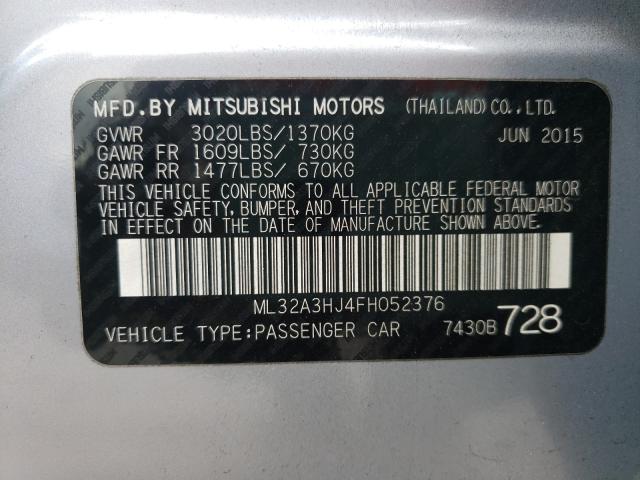 MFD.BY MITSUBISHI MOTORS (THAILAND)CO.,LTD.
GVWR 3020LBS/1370KG JUN 2015
GAWR FR 1609LBS/ 730KG
GAWR RR 1477LBS/ 670KG
THIS VEHICLE CONFORMS TO ALL APPLICABLE FEDERAL MOTOR
VEHICLE SAFETY, BUMPER, AND THEFT PREVENTION STANDARDS
IN EFFECT ON THE DATE OF MANUFACTURE SHOWN ABOVE.
ML32A3HJ4FH052376
VEHICLE TYPE:PASSENGER CAR 7430B 728